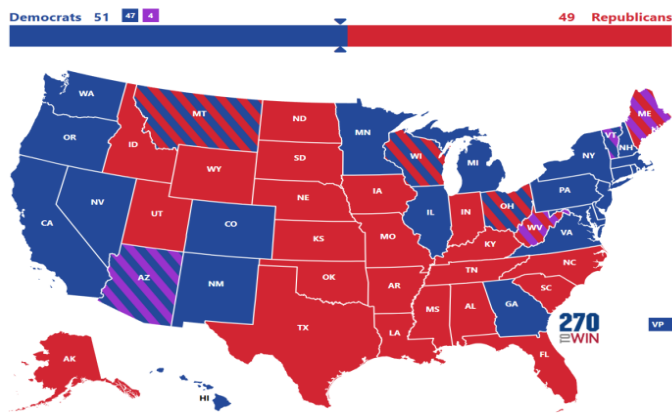 Democrats 51 47 4 49 Republicans
WA
MT
ND
MN
ME
VT
NH
OR
ID
SD
WI
MI
NY
WY
NE
IA
PA
NV
UT
CO
IL
IN
OH
WV
VA
CA
KS
MO
KY
NC
AZ
NM
OK
AR
TN
SC
MS
AL
GA
TX
LA
270
TO WIN
VP
AK
HI
FL